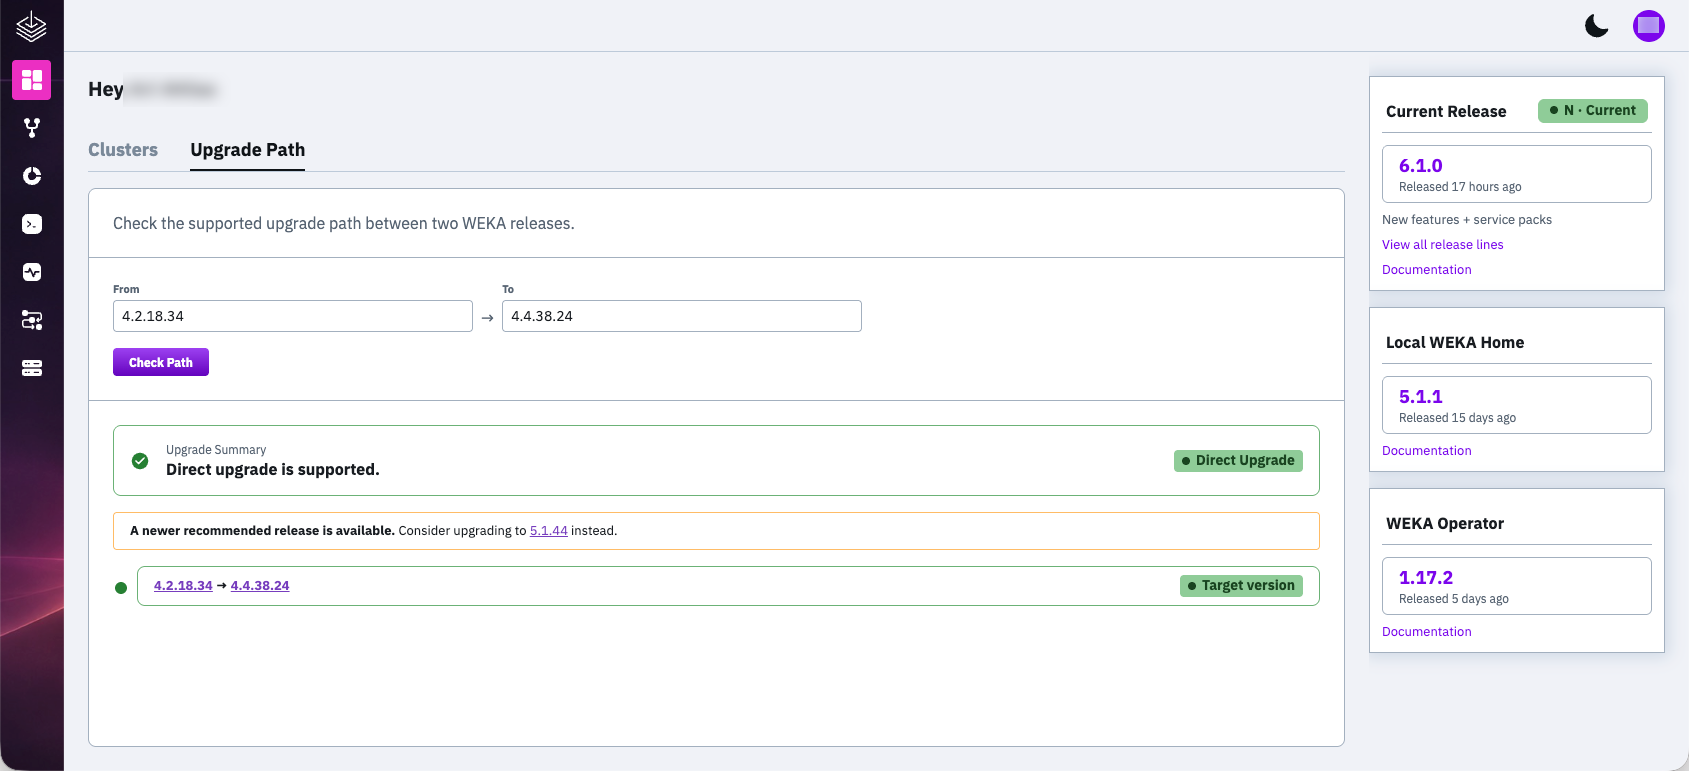 Hey
Clusters
Upgrade Path
Check the supported upgrade path between two WEKA releases.
From
To
4.2.18.34
→
4.4.38.24
Check Path
Upgrade Summary
Direct upgrade is supported.
● Direct Upgrade
A newer recommended release is available. Consider upgrading to 5.1.44 instead.
4.2.18.34 → 4.4.38.24
● Target version
Current Release
● N · Current
6.1.0
Released 17 hours ago
New features + service packs
View all release lines
Documentation
Local WEKA Home
5.1.1
Released 15 days ago
Documentation
WEKA Operator
1.17.2
Released 5 days ago
Documentation